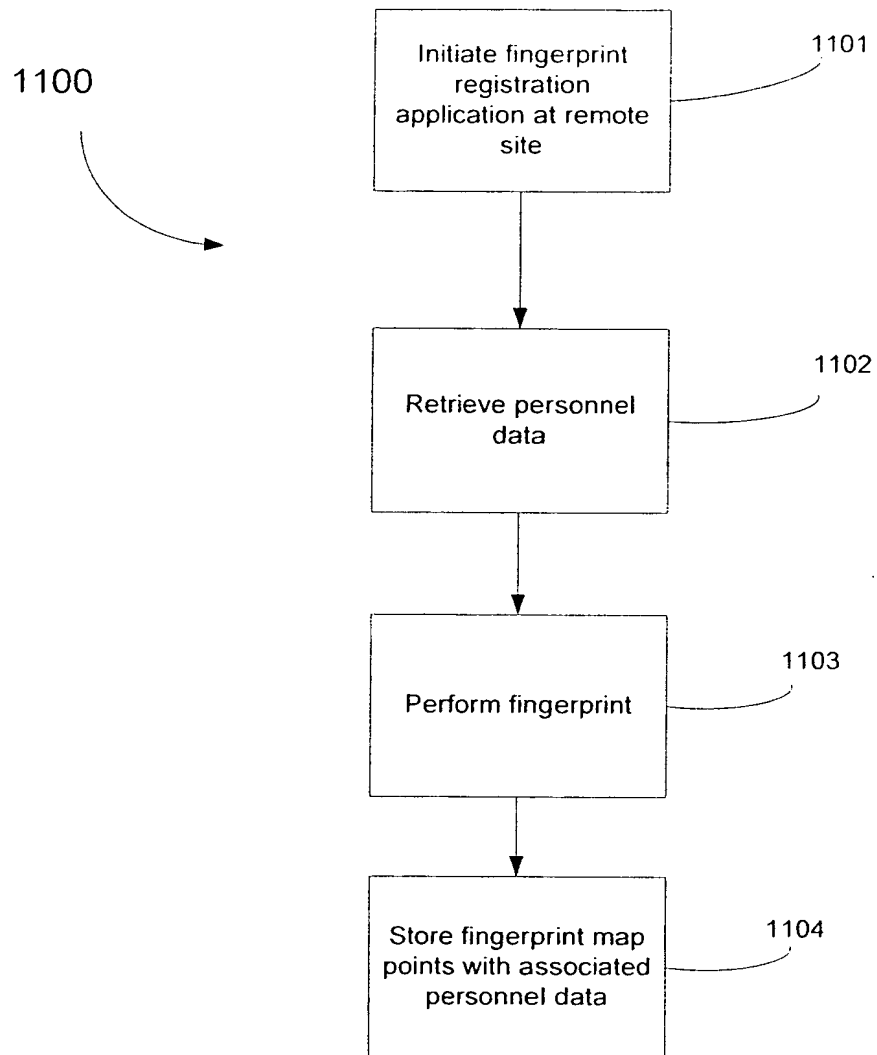 1100
Initiate fingerprint
registration
application at remote
site
1101
Retrieve personnel
data
1102
Perform fingerprint
1103
Store fingerprint map
points with associated
personnel data
1104